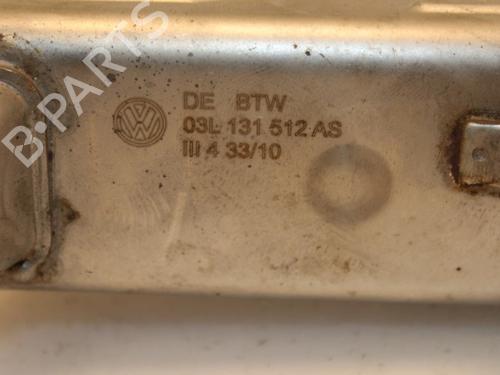 B-PARTS
DE BTW
03L 131 512 AS
III 4 33/10